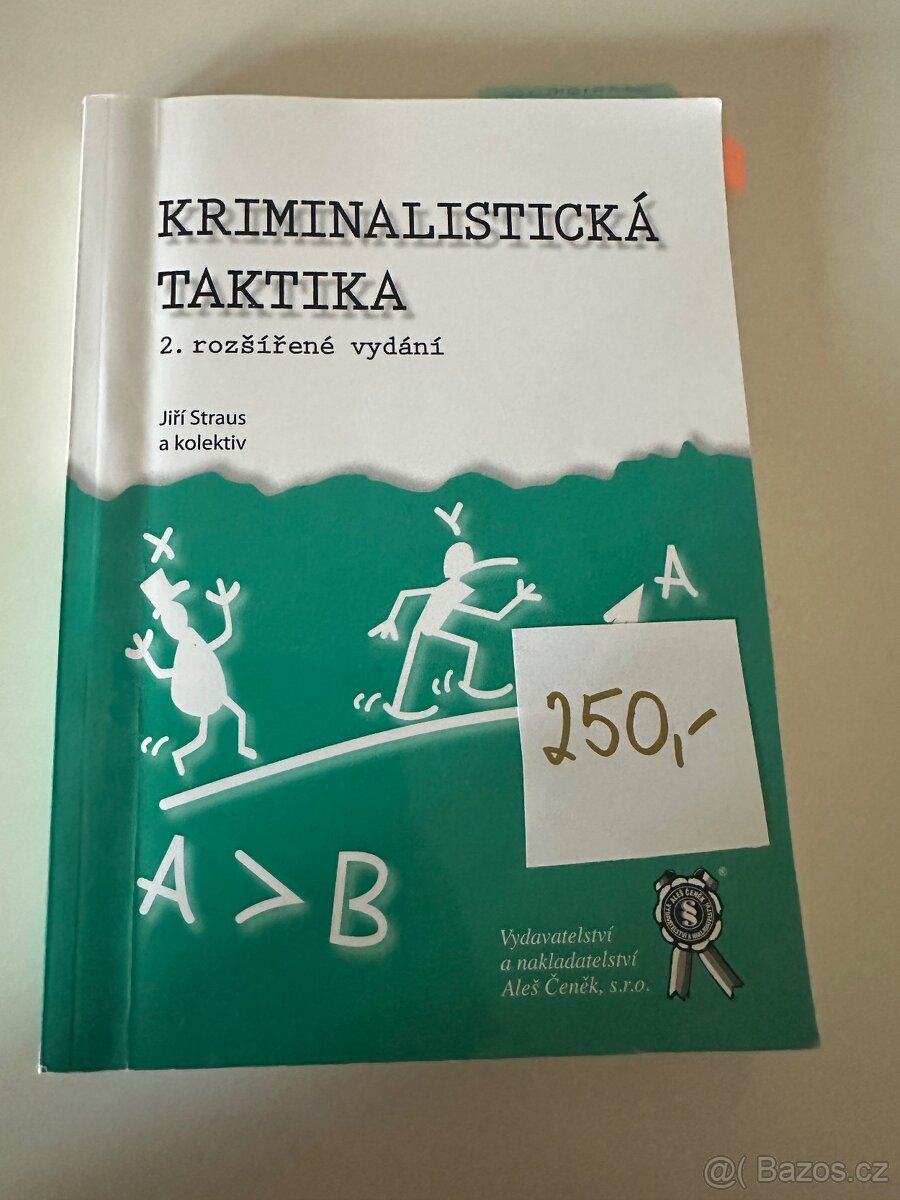 KRIMINALISTICKÁ
TAKTIKA
2. rozšířené vydání
Jiří Straus
a kolektiv
X
Y
A
250,-
A > B
Vydavatelství
a nakladatelství
Aleš Čeněk, s.r.o.
§
®
@( Bazos.cz